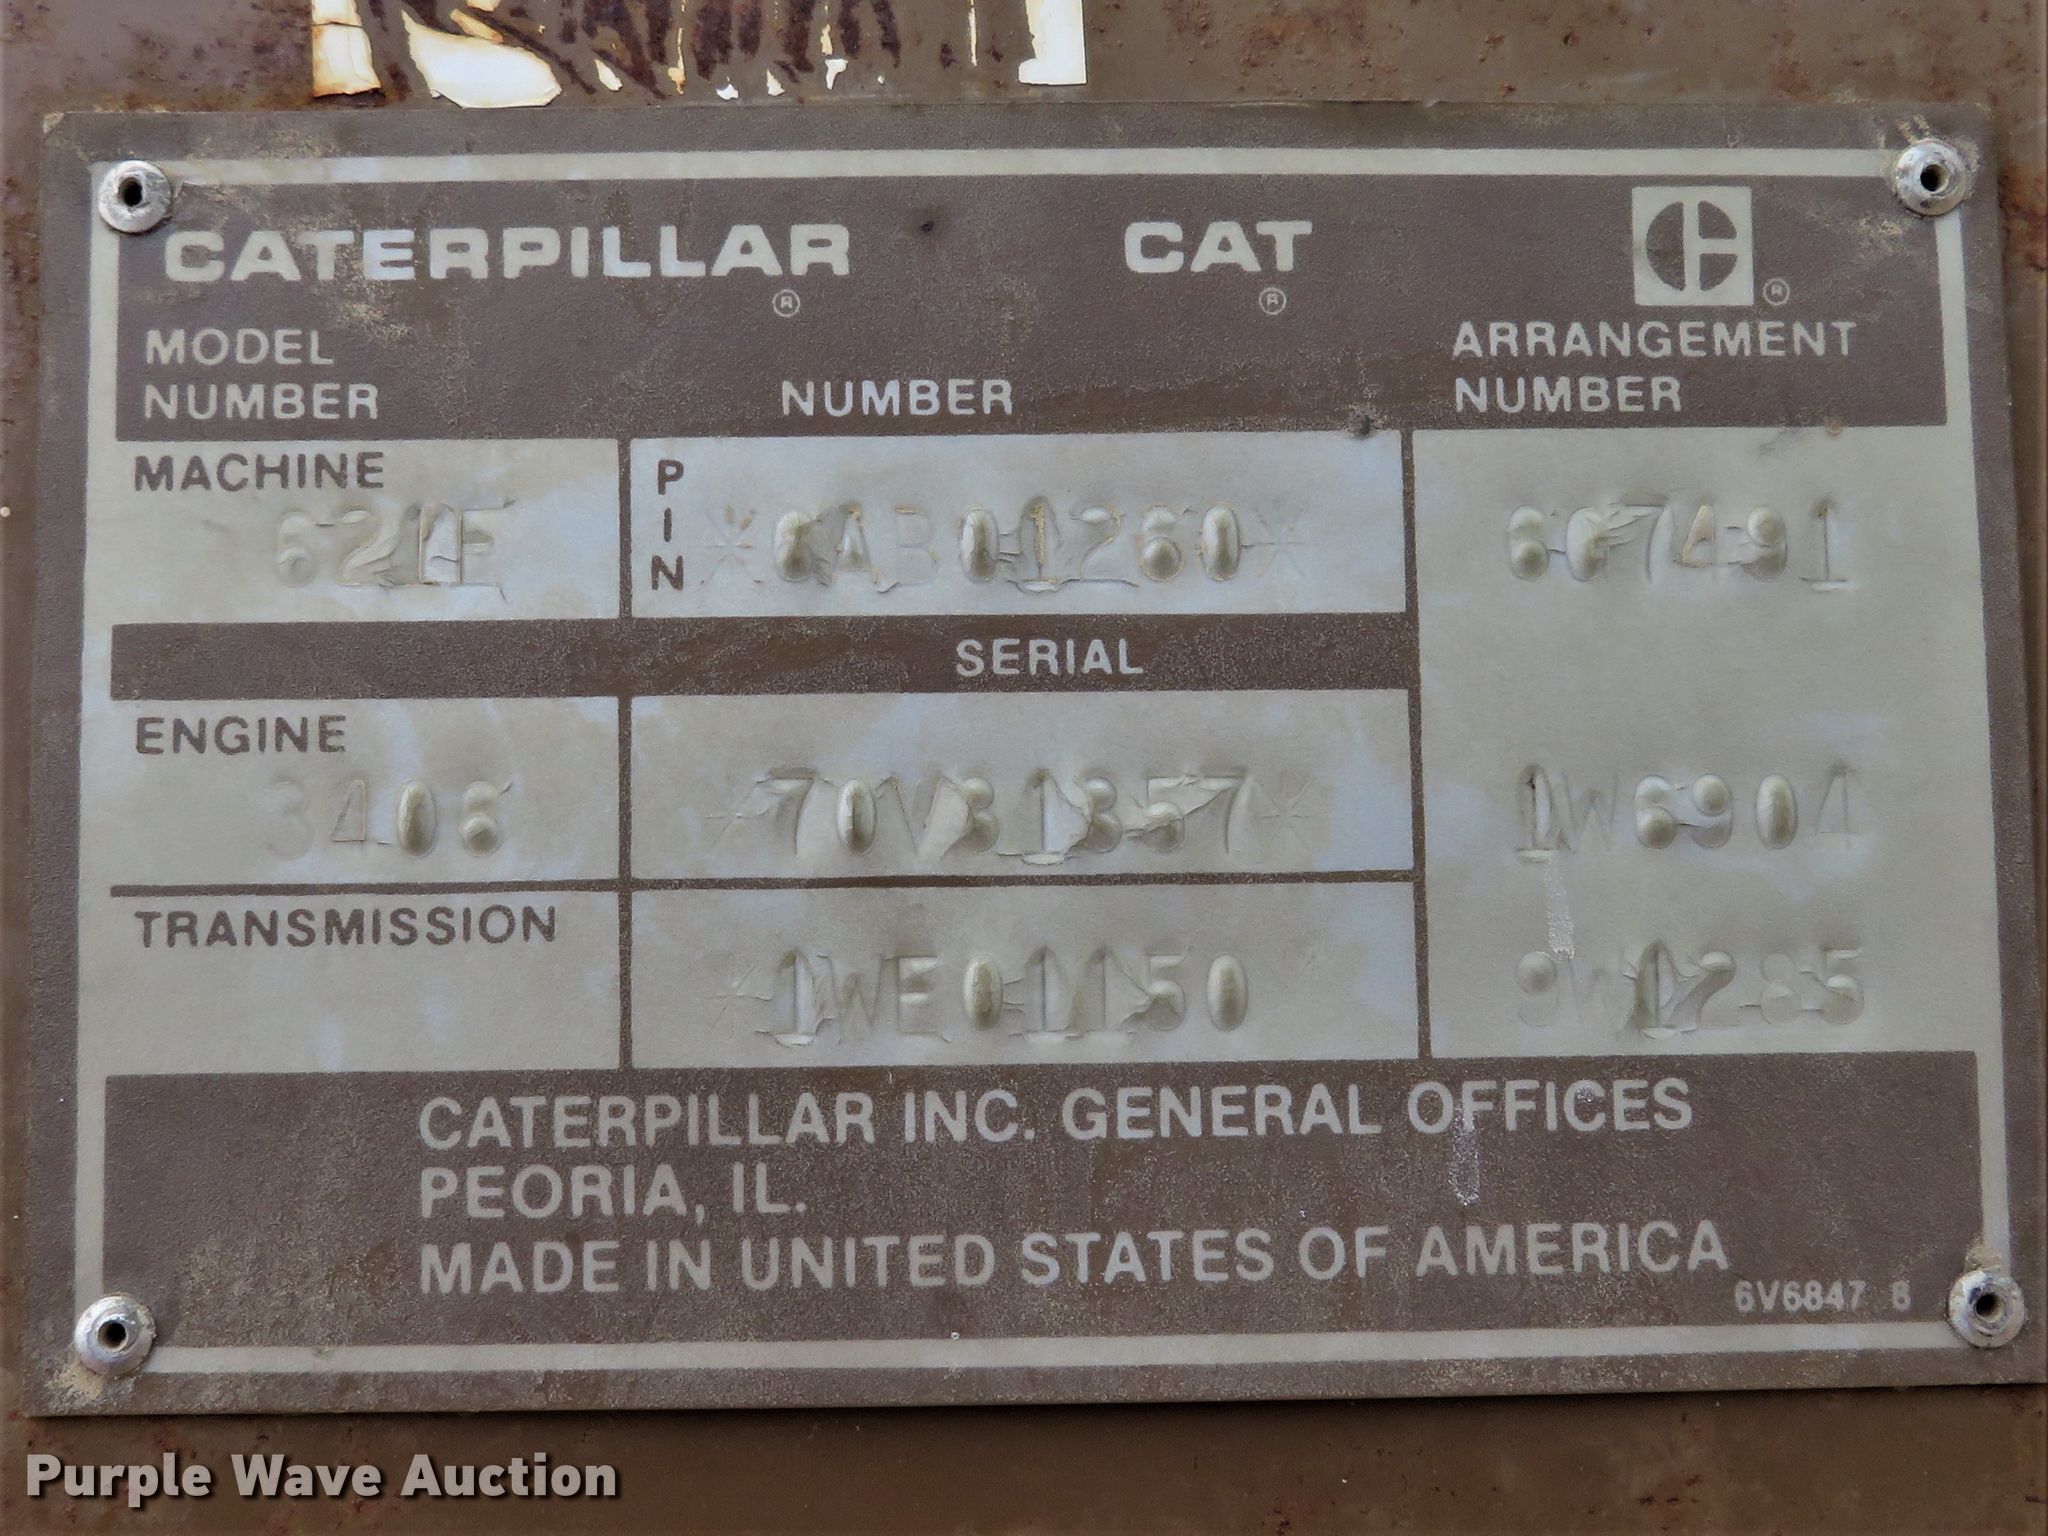 CATERPILLAR ® CAT ® C ®
MODEL NUMBER NUMBER ARRANGEMENT NUMBER
MACHINE
621E PIN *6AB01260* 6G7491
SERIAL
ENGINE
3406 1W6904
TRANSMISSION
*1WE01150 9W1285
CATERPILLAR INC. GENERAL OFFICES
PEORIA, IL.
MADE IN UNITED STATES OF AMERICA
6V6847 8
Purple Wave Auction